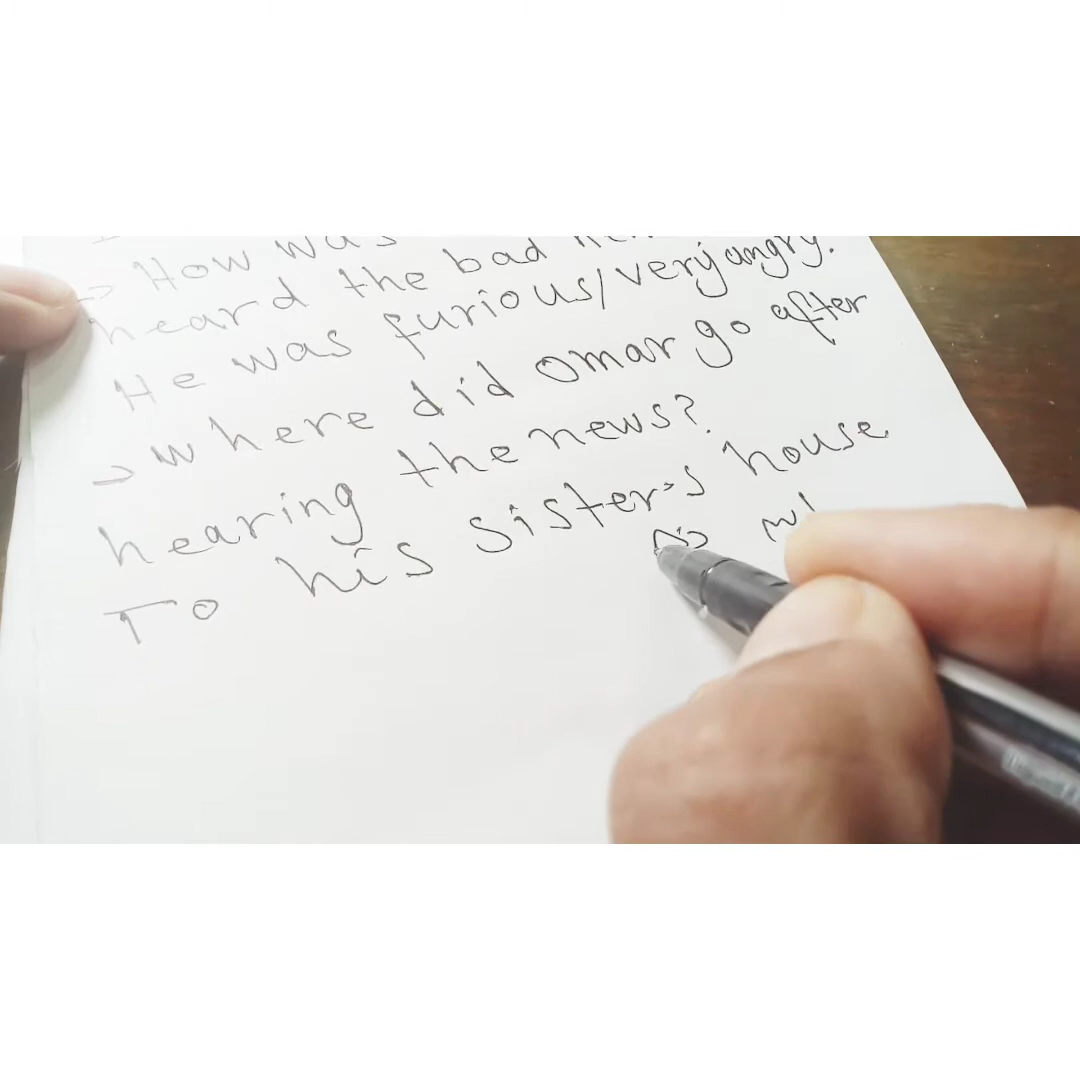 → How was
heard the bad
He was furious/very angry.
→ where did omar go after
hearing the news?
To his sister's house